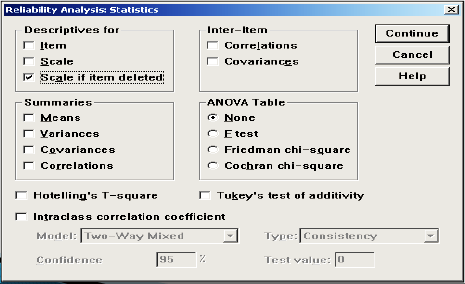 Reliability Analysis: Statistics
Descriptives for
Item
Scale
Scale if item deleted
Inter-Item
Correlations
Covariances
Continue
Cancel
Help
Summaries
Means
Variances
Covariances
Correlations
ANOVA Table
None
F test
Friedman chi-square
Cochran chi-square
Hotelling's T-square
Tukey's test of additivity
Intraclass correlation coefficient
Model: Two-Way Mixed
Type: Consistency
Confidence 95 %
Test value: 0